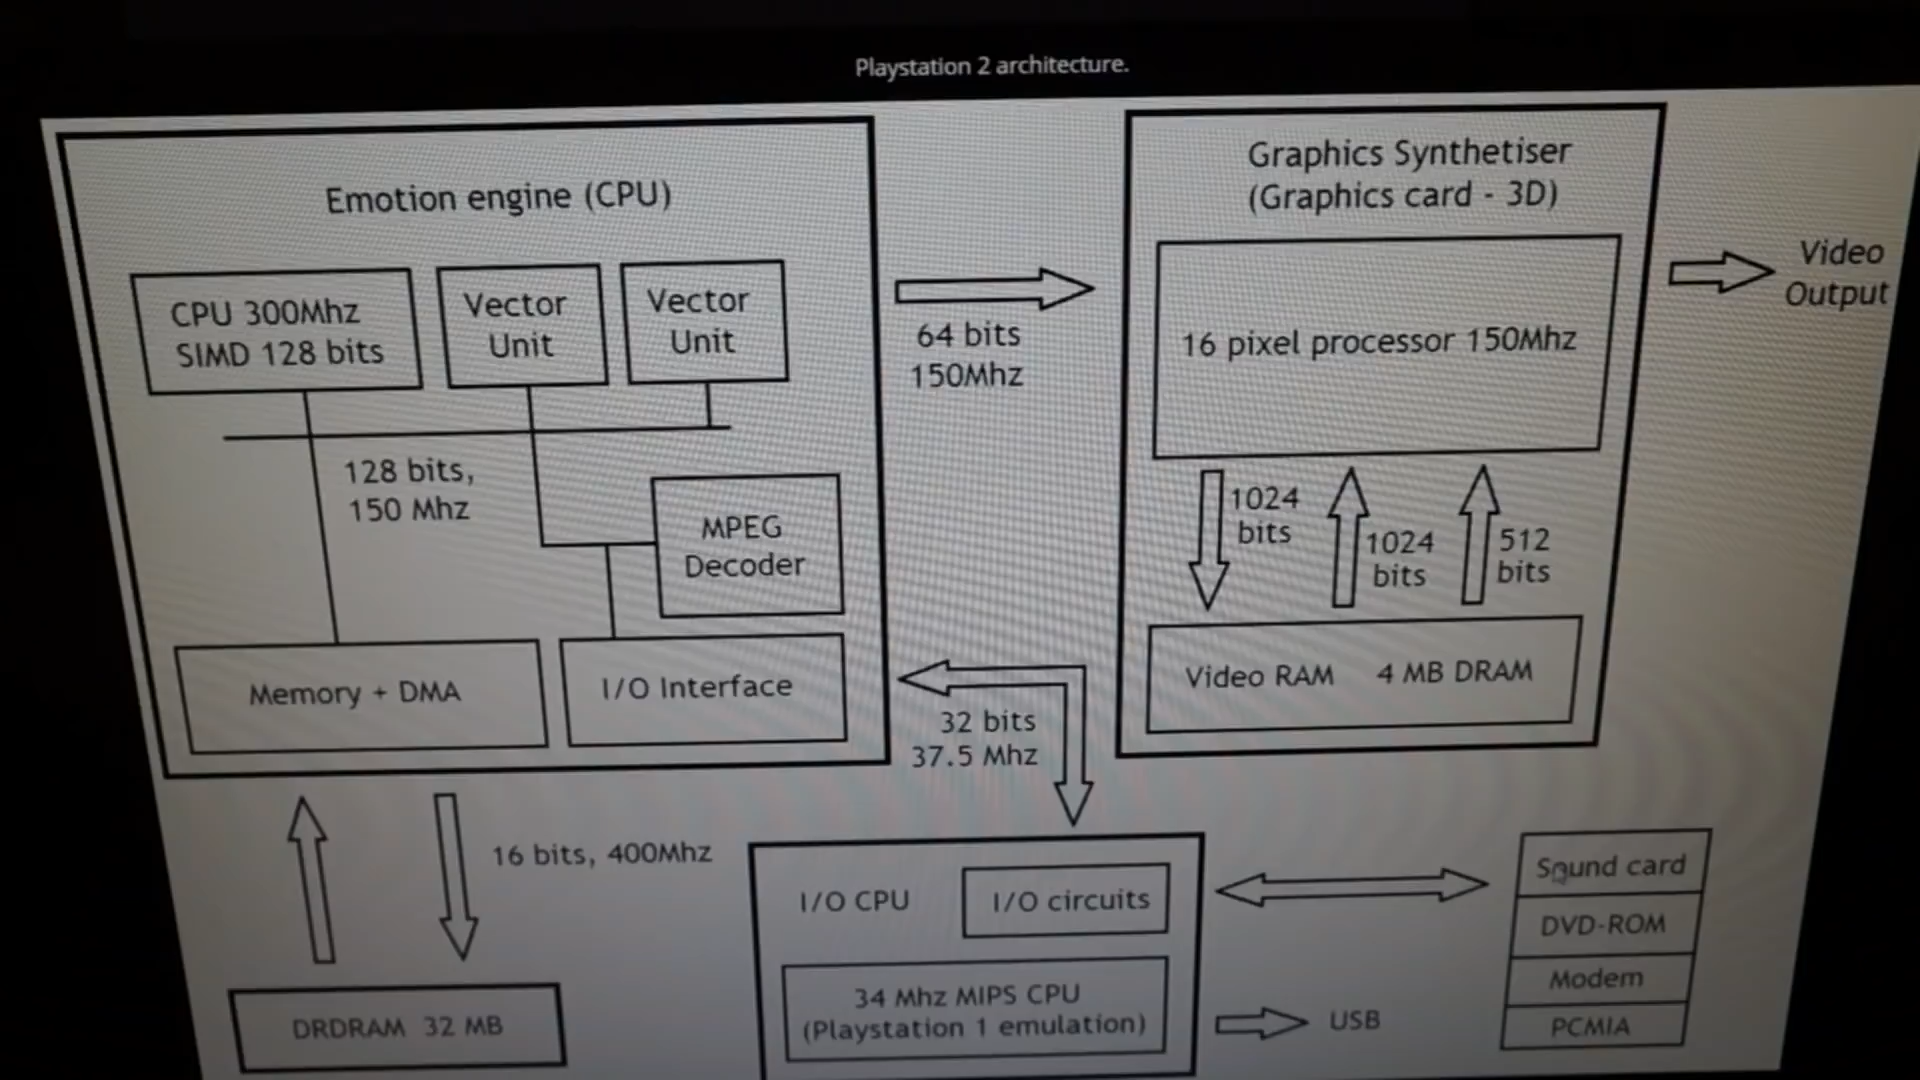 Playstation 2 architecture.
Emotion engine (CPU)
CPU 300Mhz
SIMD 128 bits
Vector
Unit
Vector
Unit
128 bits,
150 Mhz
MPEG
Decoder
Memory + DMA
I/O Interface
64 bits
150Mhz
Graphics Synthetiser
(Graphics card - 3D)
16 pixel processor 150Mhz
1024
bits
1024
bits
512
bits
Video RAM 4 MB DRAM
Video
Output
32 bits
37.5 Mhz
16 bits, 400Mhz
DRDRAM 32 MB
I/O CPU
I/O circuits
34 Mhz MIPS CPU
(Playstation 1 emulation)
Sound card
DVD-ROM
Modem
PCMIA
USB